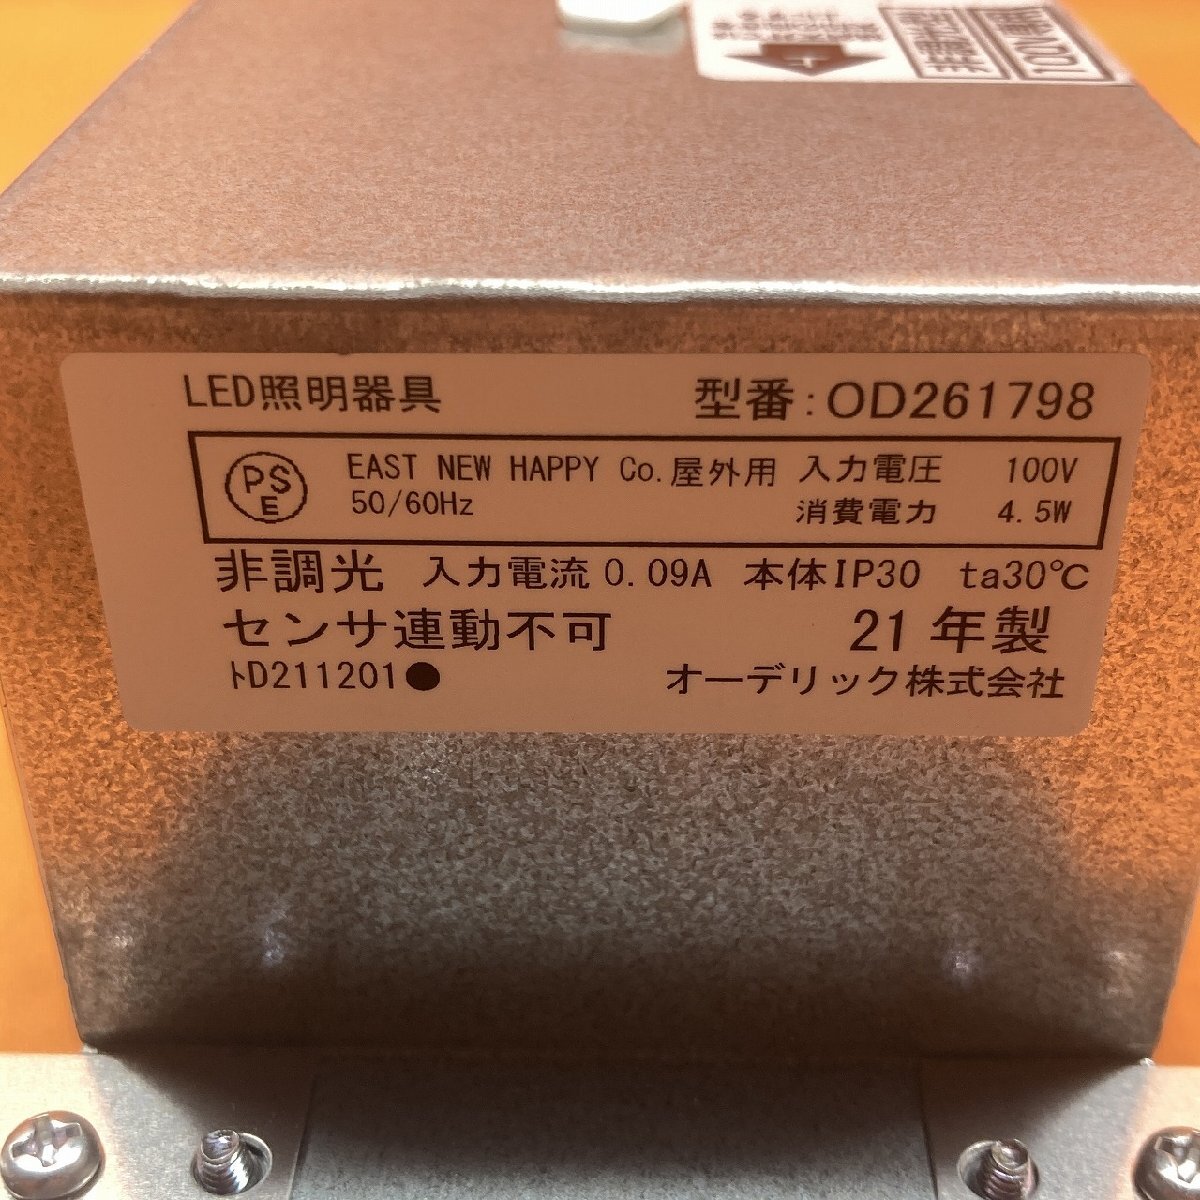 LED照明器具 型番:OD261798
PSE EAST NEW HAPPY Co. 屋外用 入力電圧 100V
50/60Hz 消費電力 4.5W
非調光 入力電流 0.09A 本体IP30 ta30℃
センサ連動不可 21年製
ﾄD211201● オーデリック株式会社